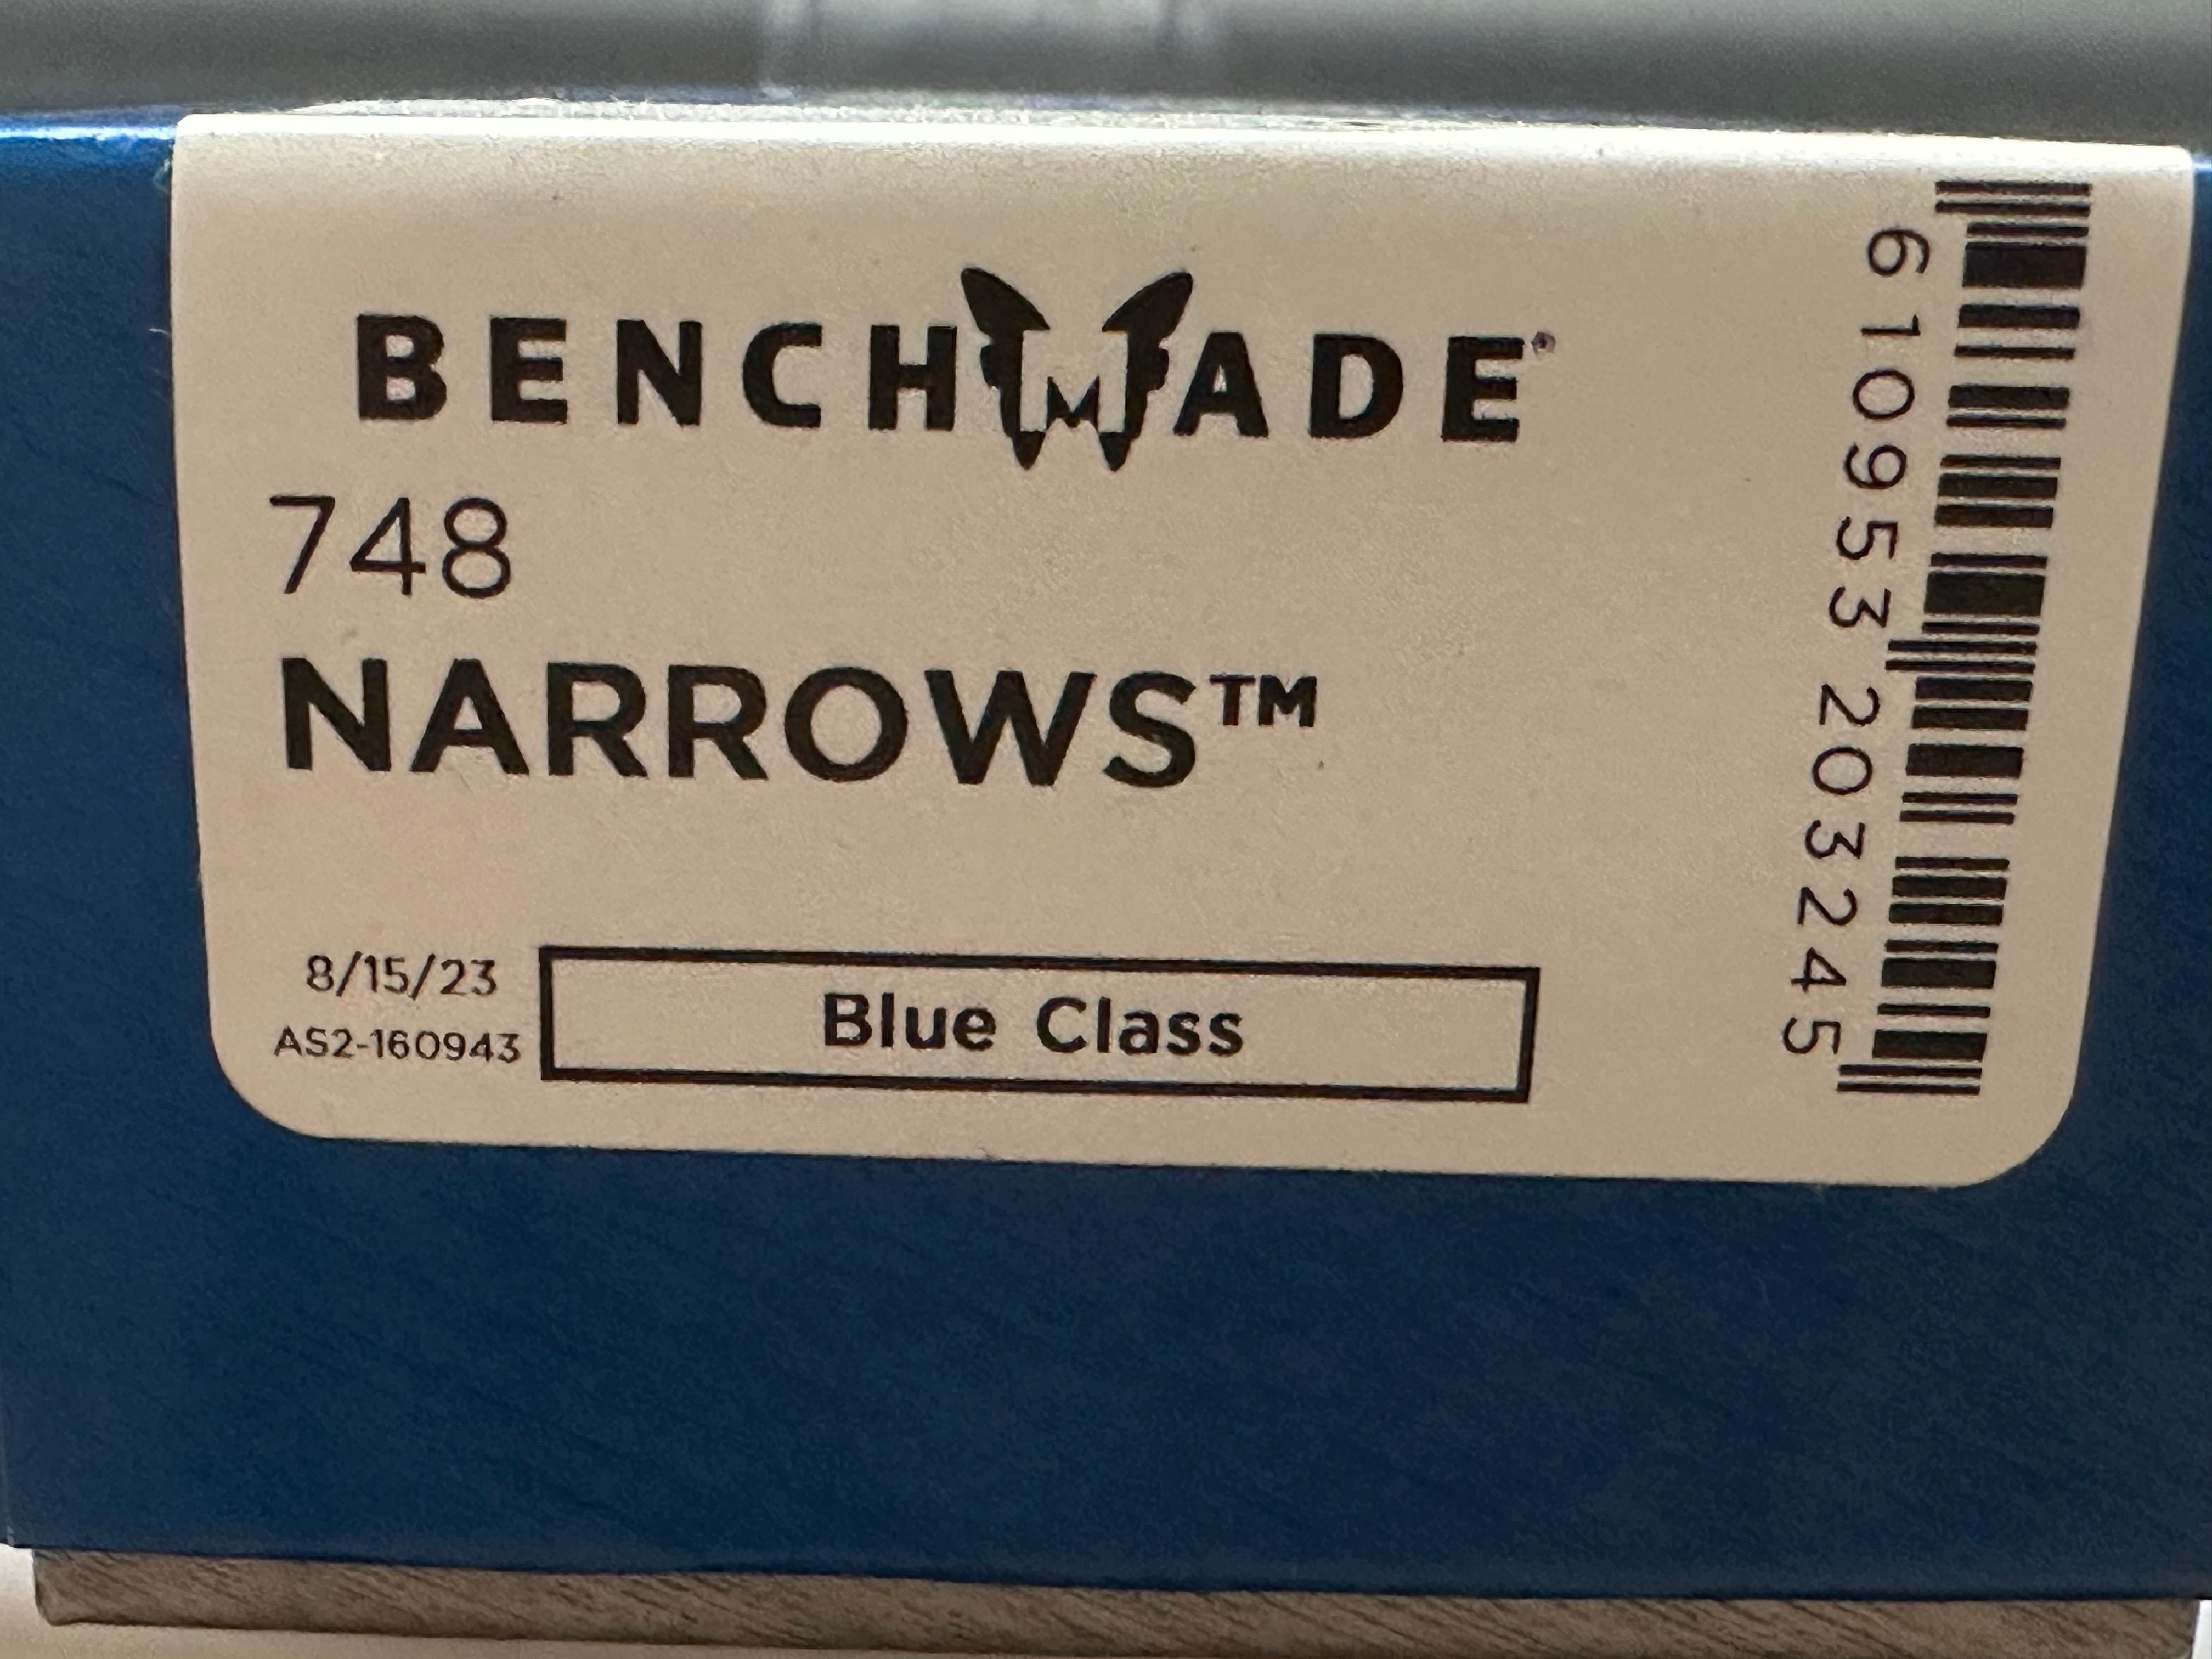 BENCHMADE®
748
NARROWS™
8/15/23
AS2-160943
Blue Class
6 10953 20324 5